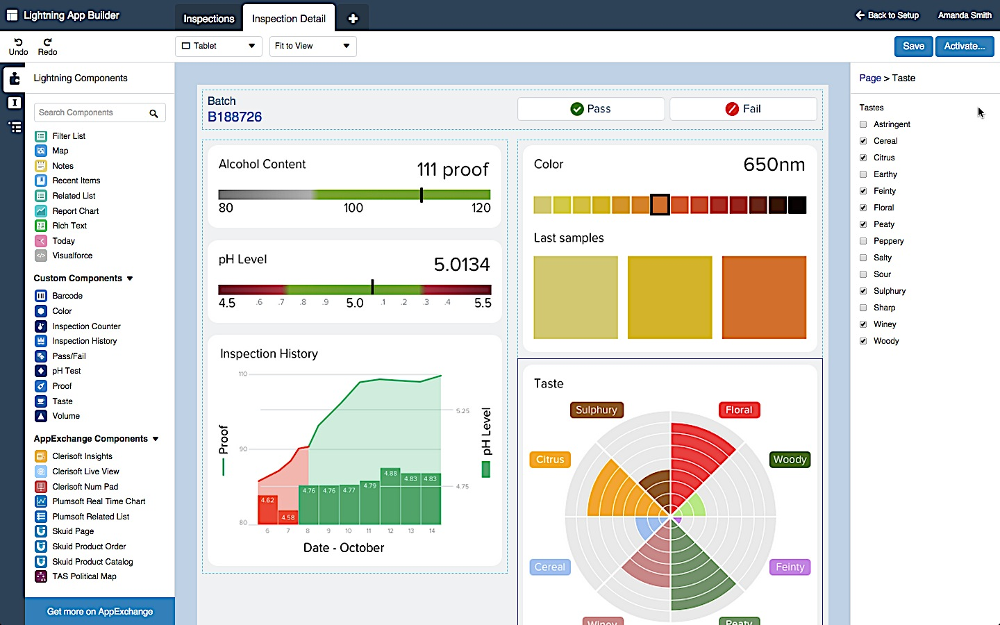 Lightning App Builder
Inspections
Inspection Detail
Back to Setup
Amanda Smith
Undo
Redo
Tablet
Fit to View
Save
Activate...
Lightning Components
Search Components
Filter List
Map
Notes
Recent Items
Related List
Report Chart
Rich Text
Today
Visualforce
Custom Components
Barcode
Color
Inspection Counter
Inspection History
Pass/Fail
pH Test
Proof
Taste
Volume
AppExchange Components
Clerisoft Insights
Clerisoft Live View
Clerisoft Num Pad
Plumsoft Real Time Chart
Plumsoft Related List
Skuid Page
Skuid Product Order
Skuid Product Catalog
TAS Political Map
Get more on AppExchange
Batch
B188726
Pass
Fail
Alcohol Content
111 proof
80 100 120
pH Level
5.0134
4.5 .6 .7 .8 .9 5.0 .1 .2 .3 .4 5.5
Inspection History
110
90
80
Proof
5.25
4.75
pH Level
4.62 4.58 4.76 4.76 4.77 4.79 4.88 4.83 4.83
6 7 8 9 10 11 12 13 14
Date - October
Color
650nm
Last samples
Taste
Sulphury
Floral
Citrus
Woody
Cereal
Feinty
Winey
Peaty
Page > Taste
Tastes
Astringent
Cereal
Citrus
Earthy
Feinty
Floral
Peaty
Peppery
Salty
Sour
Sulphury
Sharp
Winey
Woody